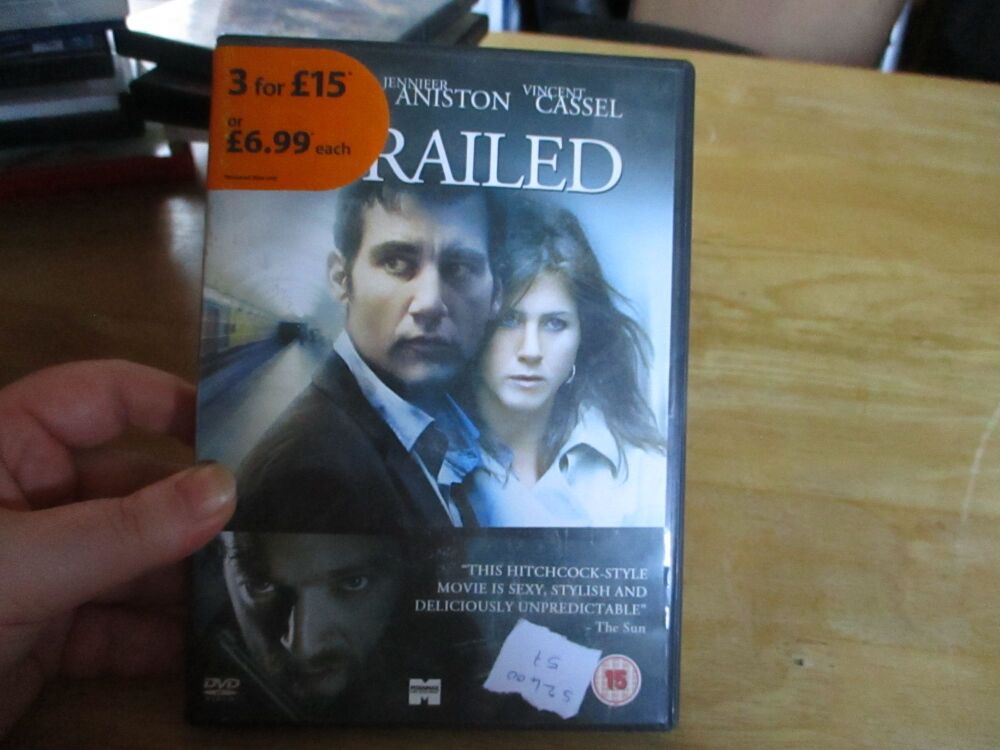 3 for £15*
or
£6.99* each
JENNIFER ANISTON
VINCENT CASSEL
RAILED
"THIS HITCHCOCK-STYLE
MOVIE IS SEXY, STYLISH AND
DELICIOUSLY UNPREDICTABLE"
- The Sun
DVD
15